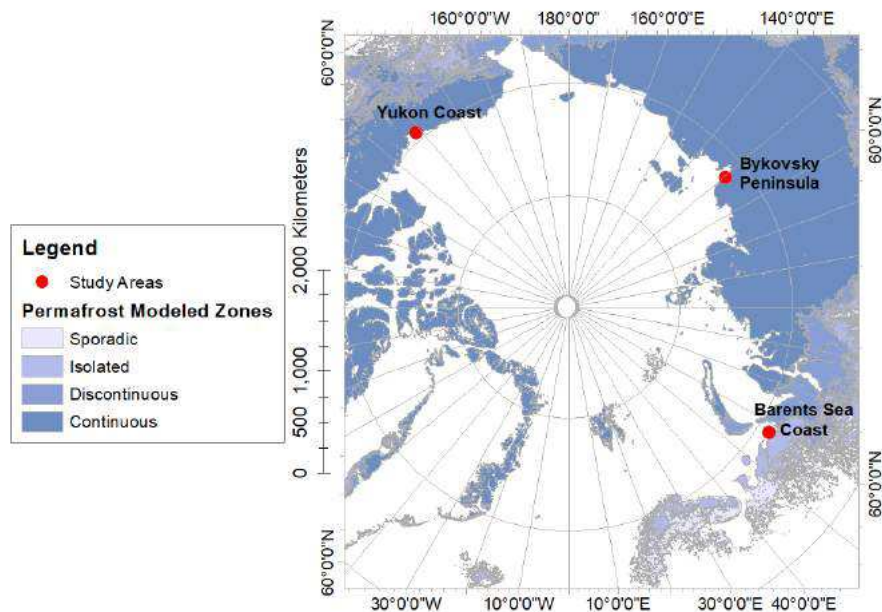 160°0'0"W 180°0'0" 160°0'0"E 140°0'0"E
60°0'0"N
60°0'0"N
Yukon Coast
Bykovsky
Peninsula
Legend
Study Areas
Permafrost Modeled Zones
Sporadic
Isolated
Discontinuous
Continuous
2,000 Kilometers
1,000
500
0
Barents Sea
Coast
60°0'0"N
60°0'0"N
30°0'0"W 10°0'0"W 10°0'0"E 30°0'0"E 40°0'0"E